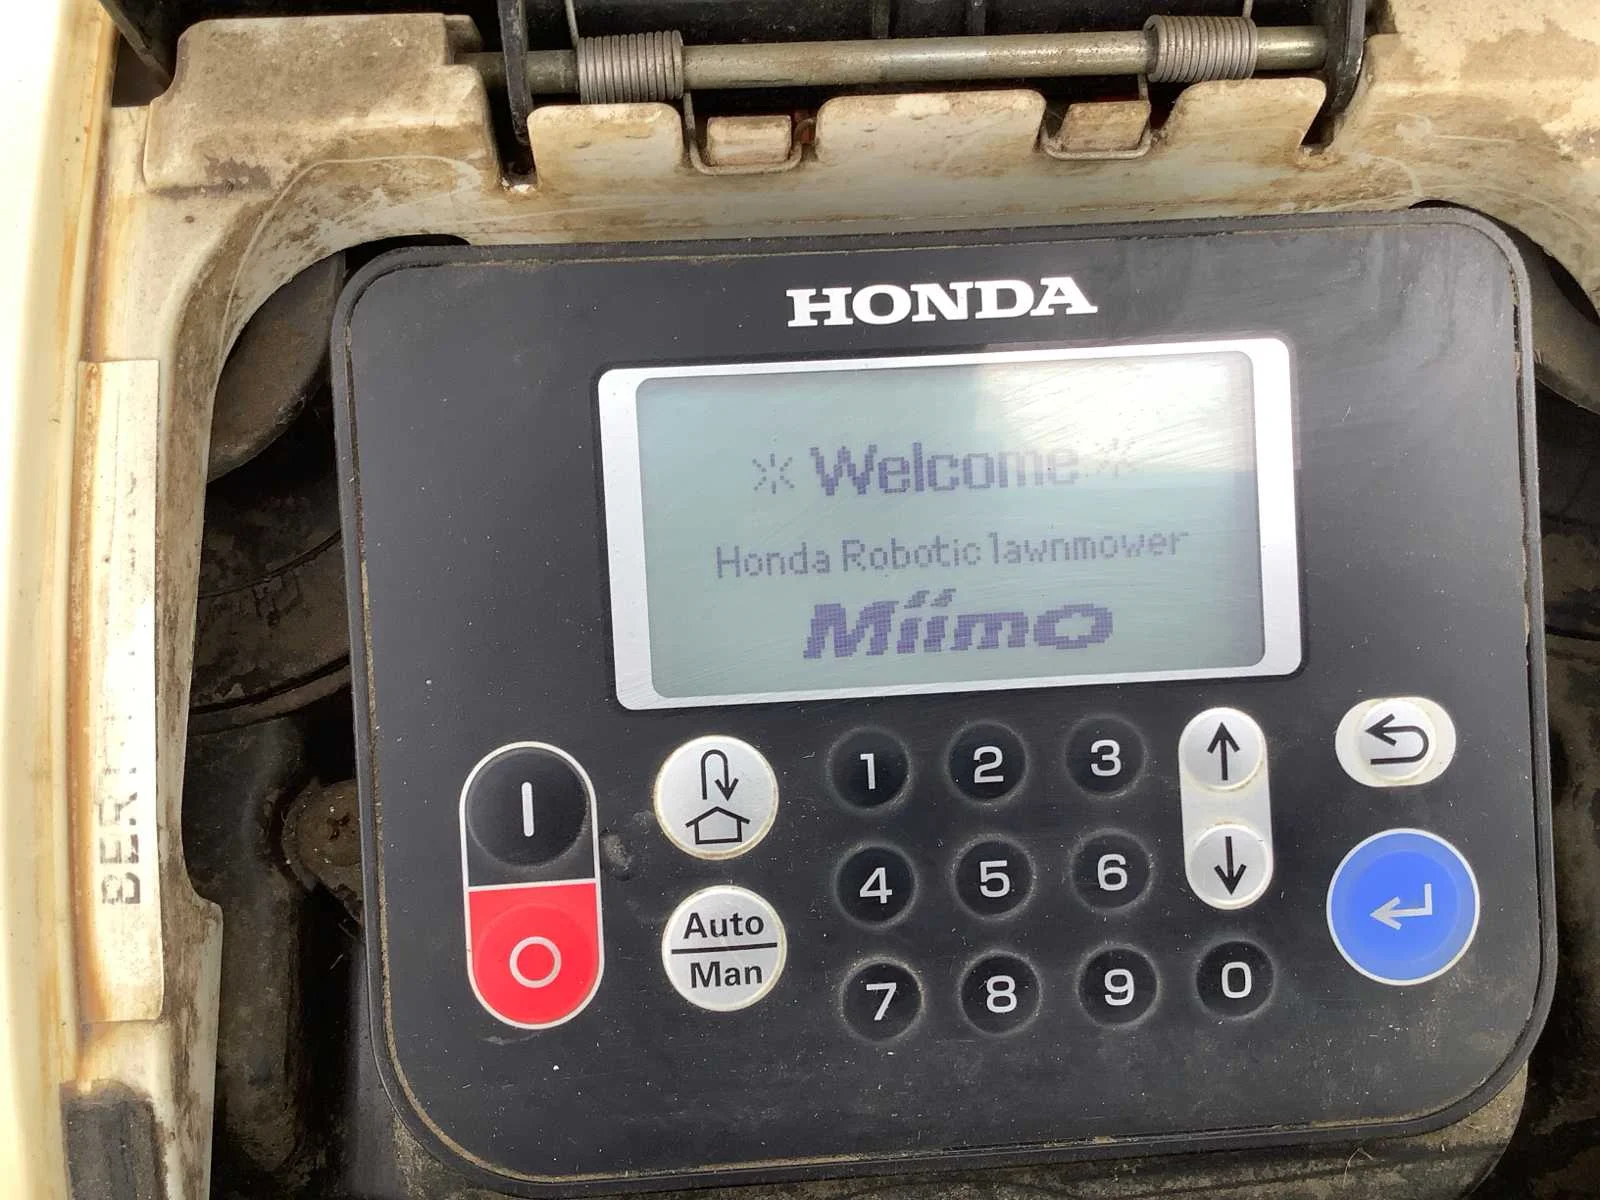 HONDA
Welcome
Honda Robotic lawnmower
Miimo
1 2 3
4 5 6
7 8 9 0
Auto
Man